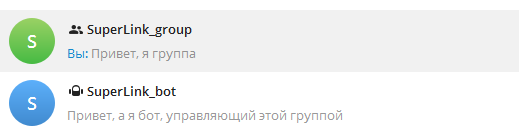 S
SuperLink_group
Вы: Привет, я группа
S
SuperLink_bot
Привет, а я бот, управляющий этой группой